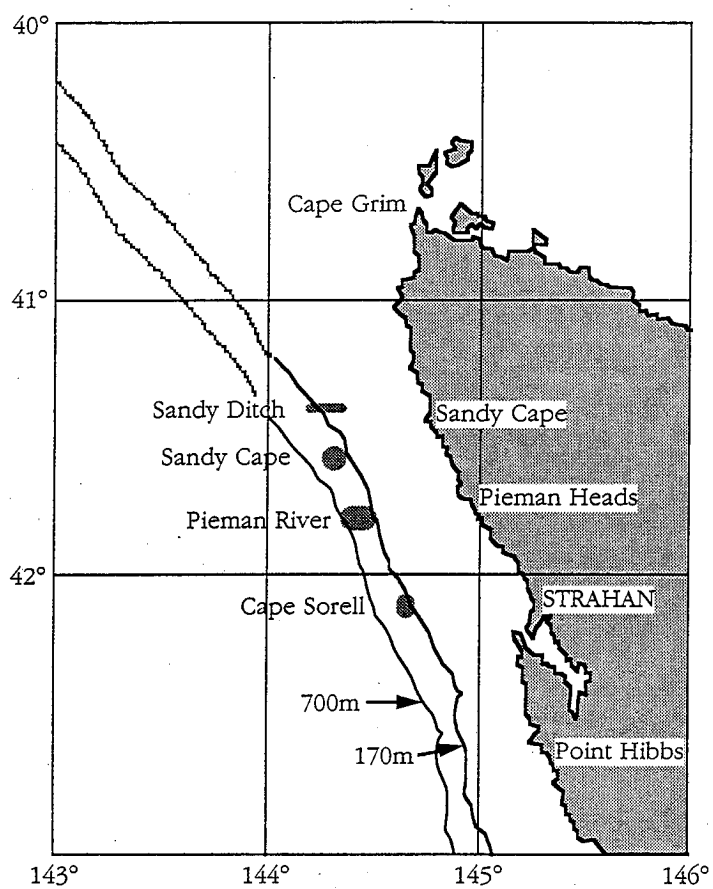 40°
Cape Grim
41°
Sandy Ditch
Sandy Cape
Sandy Cape
Pieman Heads
Pieman River
42°
STRAHAN
Cape Sorell
700m
170m
Point Hibbs
143°
144°
145°
146°